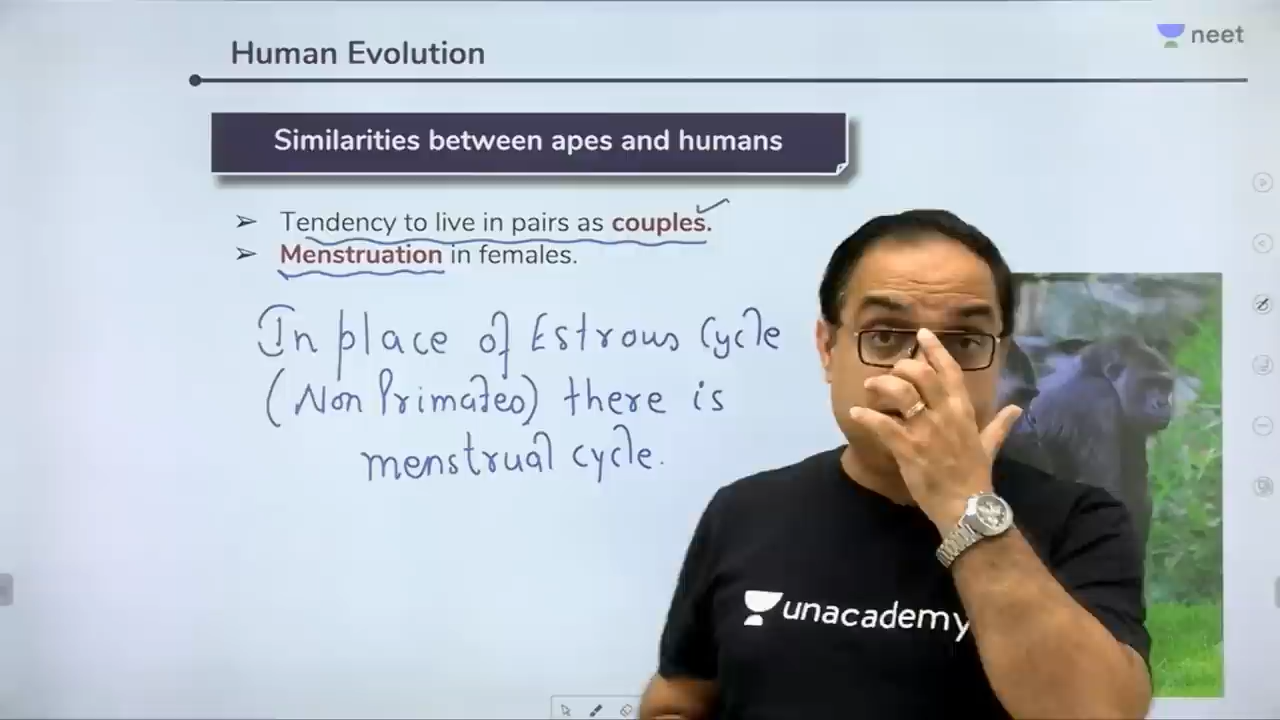 Human Evolution
neet
Similarities between apes and humans
➢ Tendency to live in pairs as couples.
➢ Menstruation in females.
In place of Estrous Cycle
(Non Primates) there is
menstrual cycle.
unacademy